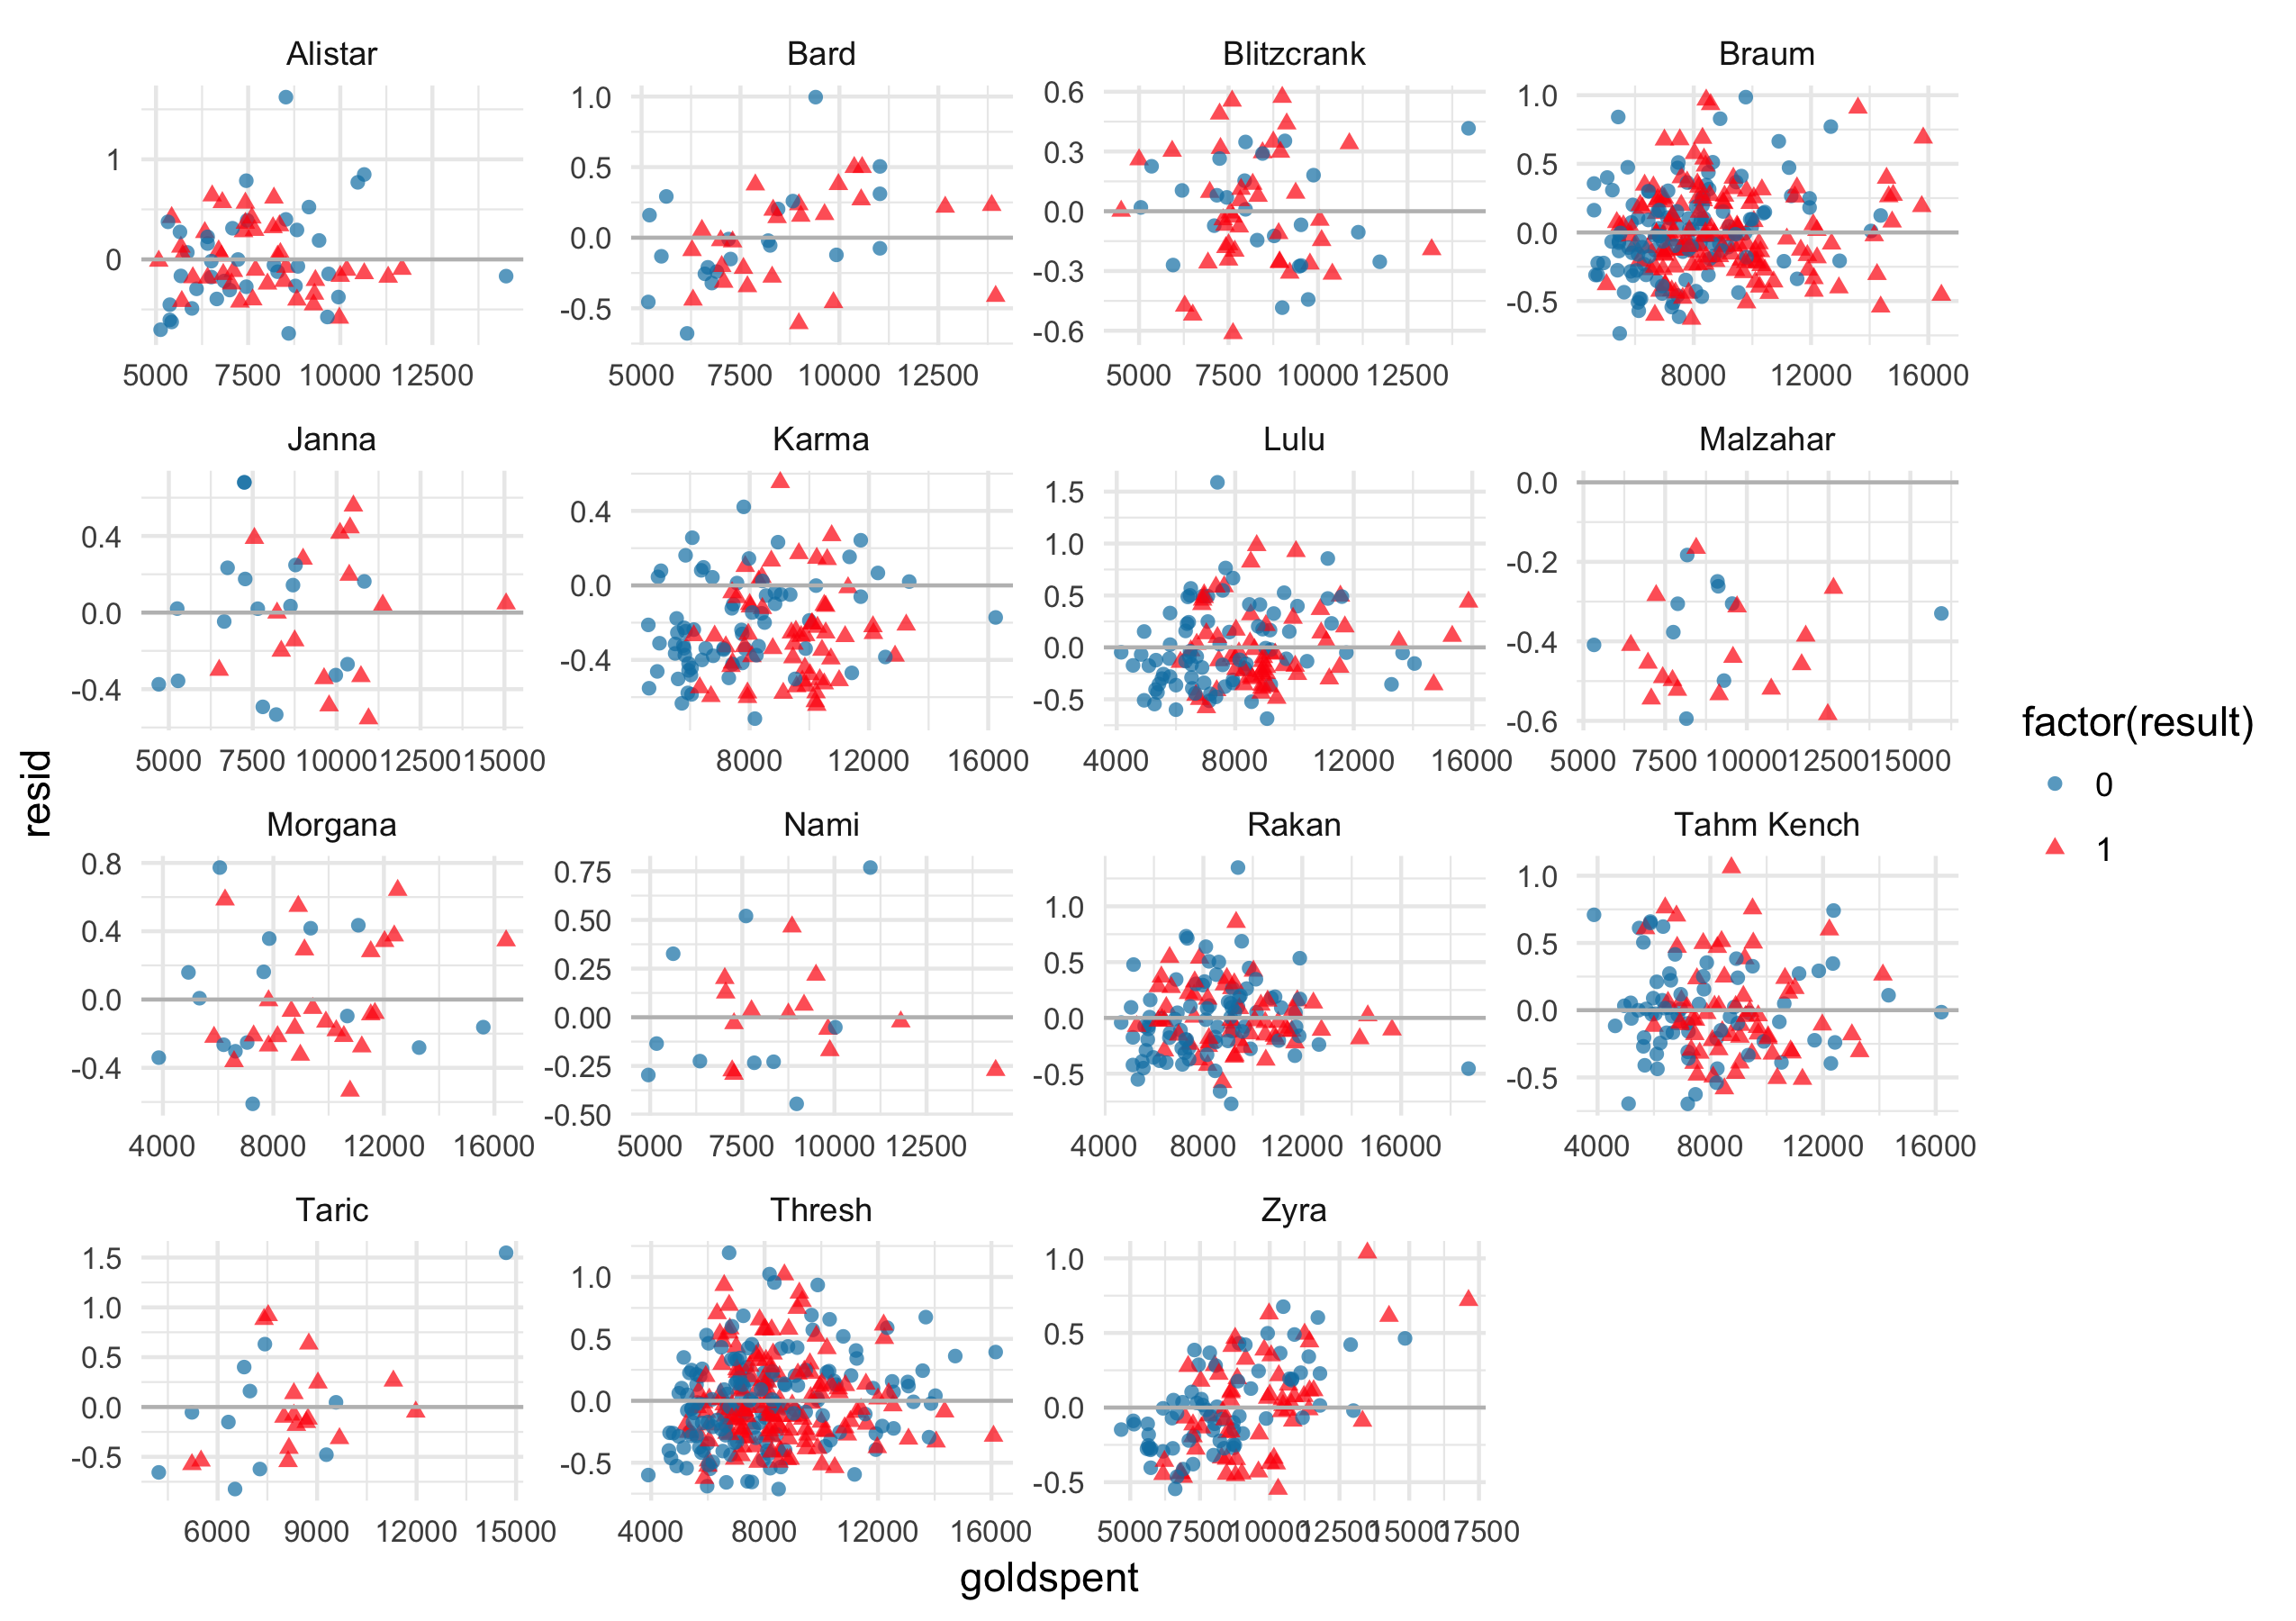 Alistar Bard Blitzcrank Braum
1 0
1.0 0.5 0.0 -0.5
0.6 0.3 0.0 -0.3 -0.6
1.0 0.5 0.0 -0.5
5000 7500 10000 12500
5000 7500 10000 12500
5000 7500 10000 12500
8000 12000 16000
Janna Karma Lulu Malzahar
0.4 0.0 -0.4
0.4 0.0 -0.4
1.5 1.0 0.5 0.0 -0.5
0.0 -0.2 -0.4 -0.6
5000 7500 10000 12500 15000
8000 12000 16000
4000 8000 12000 16000
5000 7500 10000 12500 15000
Morgana Nami Rakan Tahm Kench
0.8 0.4 0.0 -0.4
0.75 0.50 0.25 0.00 -0.25 -0.50
1.0 0.5 0.0 -0.5
1.0 0.5 0.0 -0.5
4000 8000 12000 16000
5000 7500 10000 12500
4000 8000 12000 16000
4000 8000 12000 16000
Taric Thresh Zyra
1.5 1.0 0.5 0.0 -0.5
1.0 0.5 0.0 -0.5
1.0 0.5 0.0 -0.5
6000 9000 12000 15000
4000 8000 12000 16000
5000 7500 10000 12500 15000 17500
goldspent
resid
factor(result)
0
1